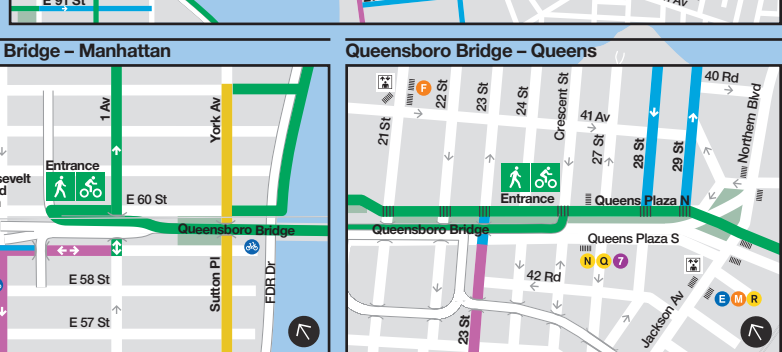 E 91 St
Av
Bridge – Manhattan
Queensboro Bridge – Queens
1 Av
York Av
Entrance
sevelt
d
E 60 St
Queensboro Bridge
E 58 St
E 57 St
Sutton Pl
FDR Dr
F
21 St
22 St
23 St
24 St
Crescent St
41 Av
27 St
28 St
29 St
40 Rd
Northern Blvd
Entrance
Queens Plaza N
Queensboro Bridge
Queens Plaza S
N Q 7
42 Rd
E M R
Jackson Av
23 St